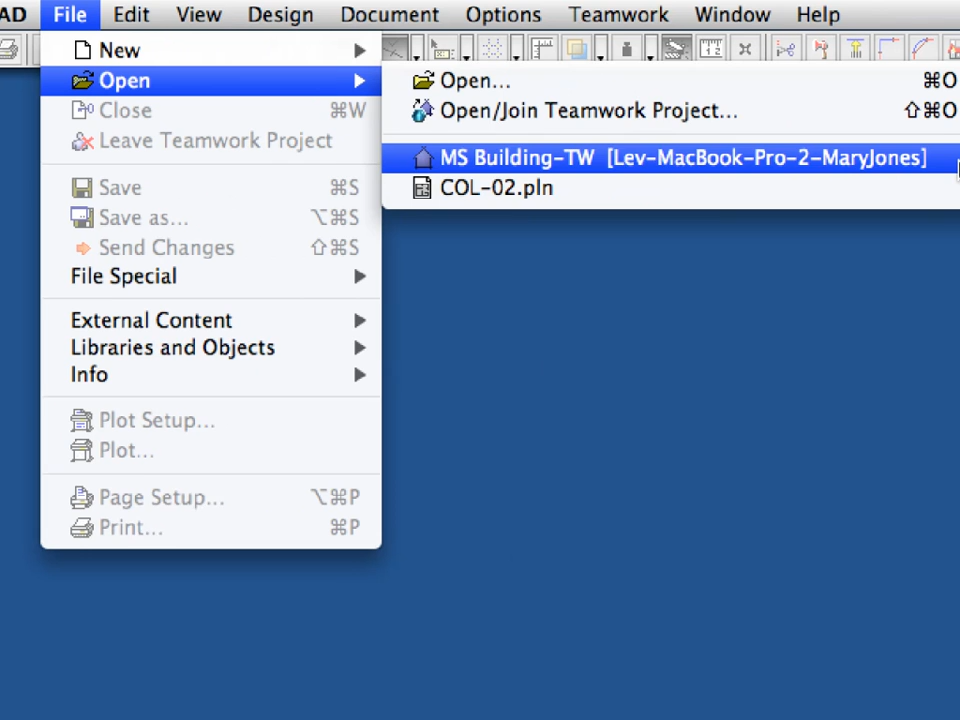 AD File Edit View Design Document Options Teamwork Window Help
New
Open
Close ⌘W
Leave Teamwork Project
Save ⌘S
Save as... ⌥⌘S
Send Changes ⇧⌘S
File Special
External Content
Libraries and Objects
Info
Plot Setup...
Plot...
Page Setup... ⌥⌘P
Print... ⌘P
Open... ⌘O
Open/Join Teamwork Project... ⇧⌘O
MS Building-TW [Lev-MacBook-Pro-2-MaryJones]
COL-02.pln